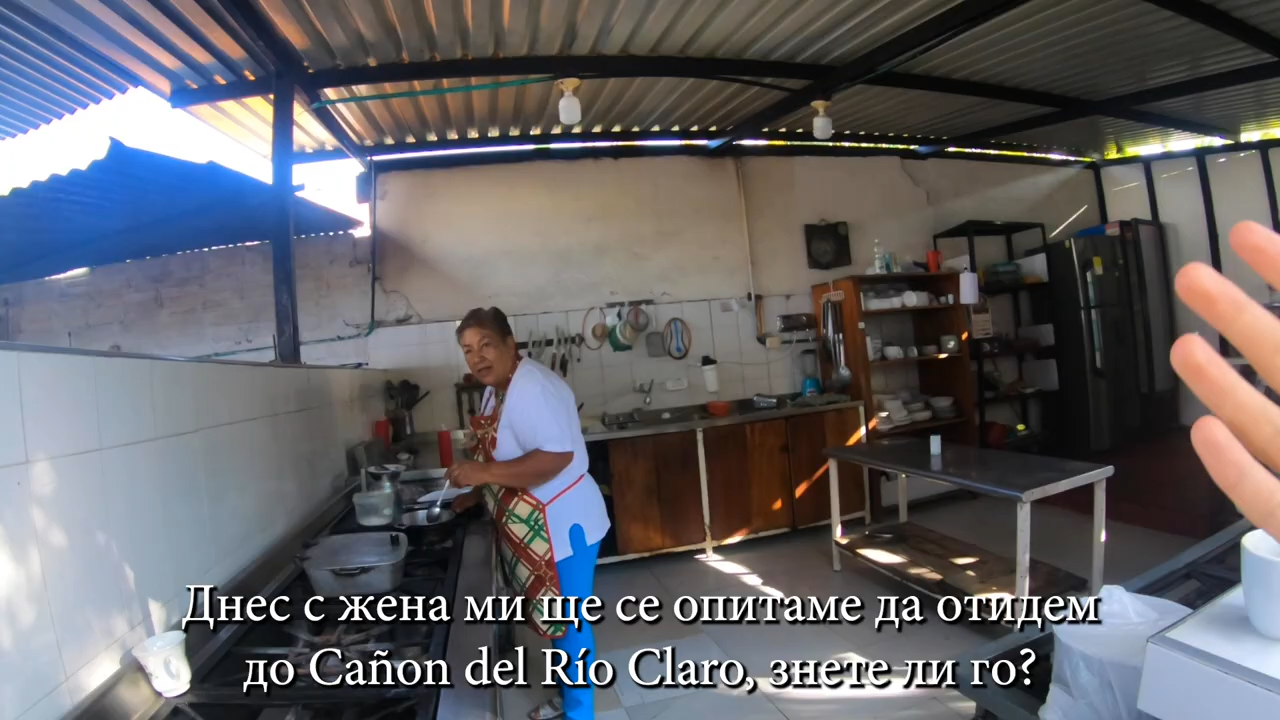 Днес с жена ми ще се опитаме да отидем
до Cañon del Río Claro, знете ли го?